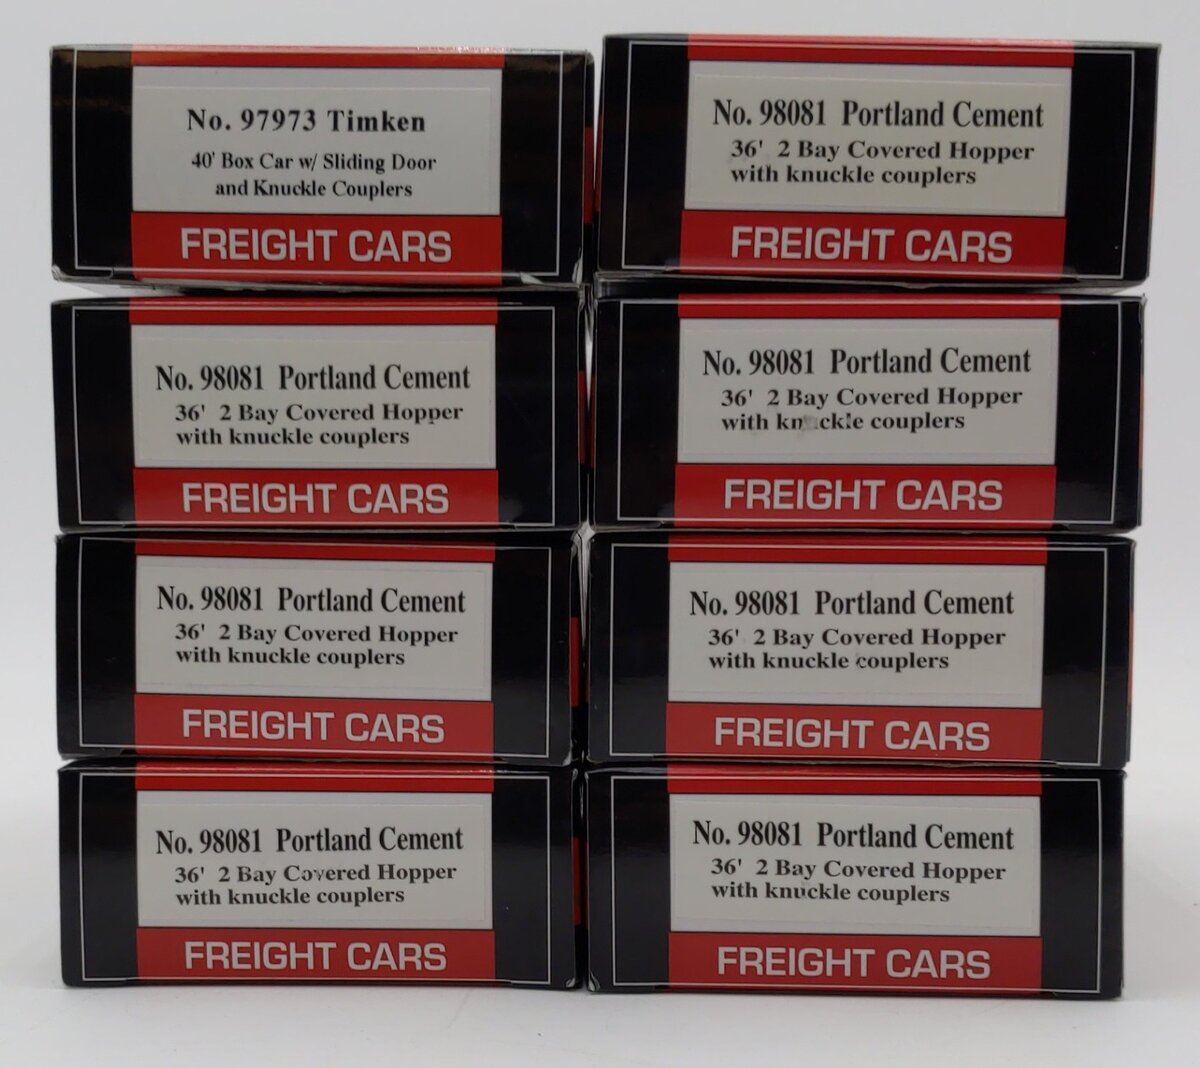 No. 97973 Timken
40' Box Car w/ Sliding Door
and Knuckle Couplers
FREIGHT CARS
No. 98081 Portland Cement
36' 2 Bay Covered Hopper
with knuckle couplers
FREIGHT CARS
No. 98081 Portland Cement
36' 2 Bay Covered Hopper
with knuckle couplers
FREIGHT CARS
No. 98081 Portland Cement
36' 2 Bay Covered Hopper
with knuckle couplers
FREIGHT CARS
No. 98081 Portland Cement
36' 2 Bay Covered Hopper
with knuckle couplers
FREIGHT CARS
No. 98081 Portland Cement
36' 2 Bay Covered Hopper
with knuckle couplers
FREIGHT CARS
No. 98081 Portland Cement
36' 2 Bay Covered Hopper
with knuckle couplers
FREIGHT CARS
No. 98081 Portland Cement
36' 2 Bay Covered Hopper
with knuckle couplers
FREIGHT CARS